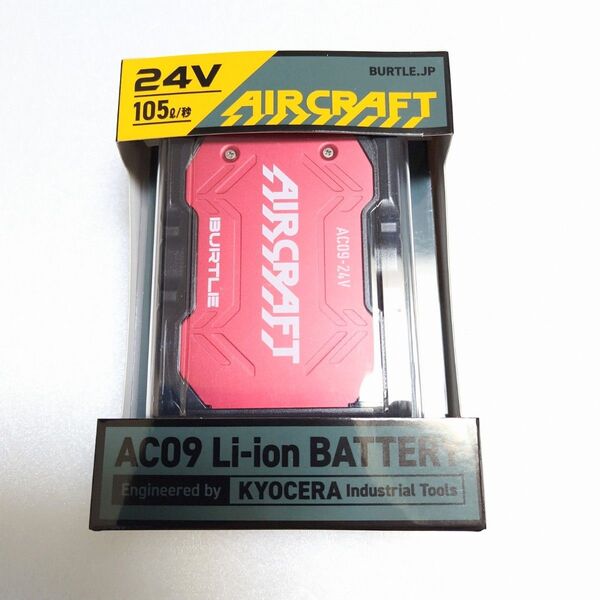 24V
105ℓ/秒
AIRCRAFT
BURTLE.JP
AIRCRAFT
BURTLE
AC09-24V
AC09 Li-ion BATTERY
Engineered by KYOCERA Industrial Tools